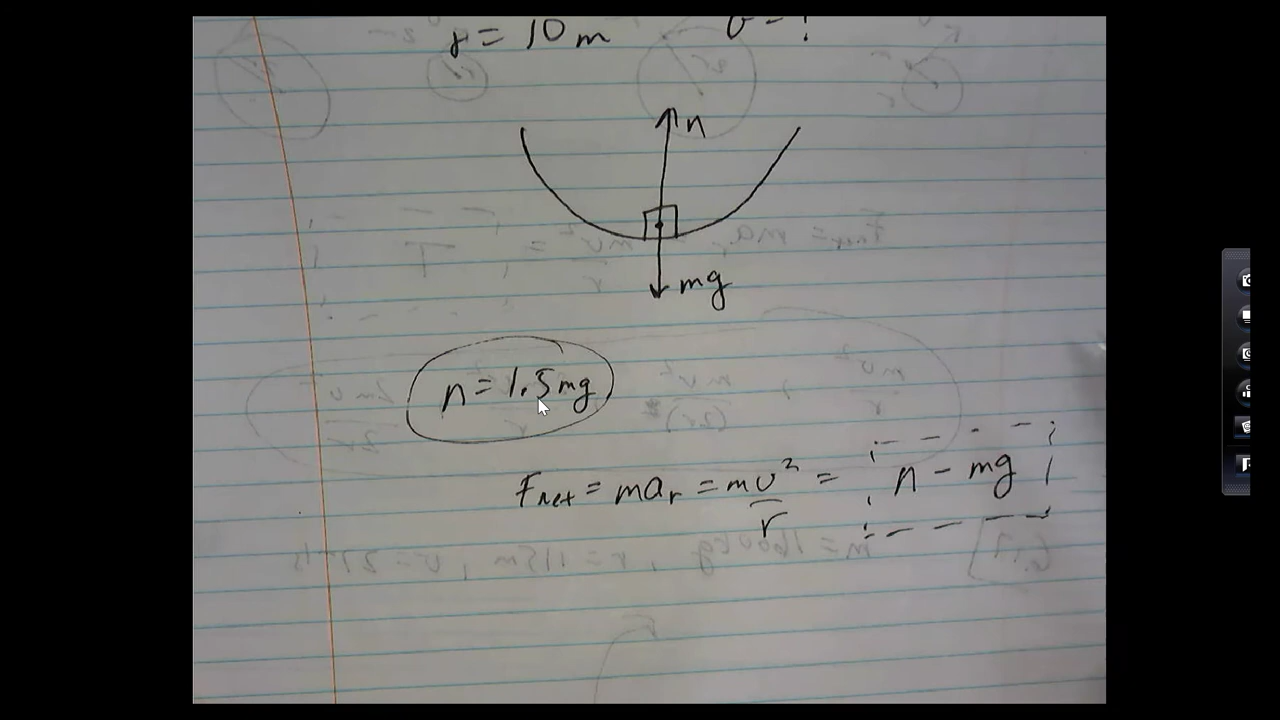 r = 10 m v = ?
n
mg
n = 1.5mg
Fnet = mar = mv²/r = n - mg